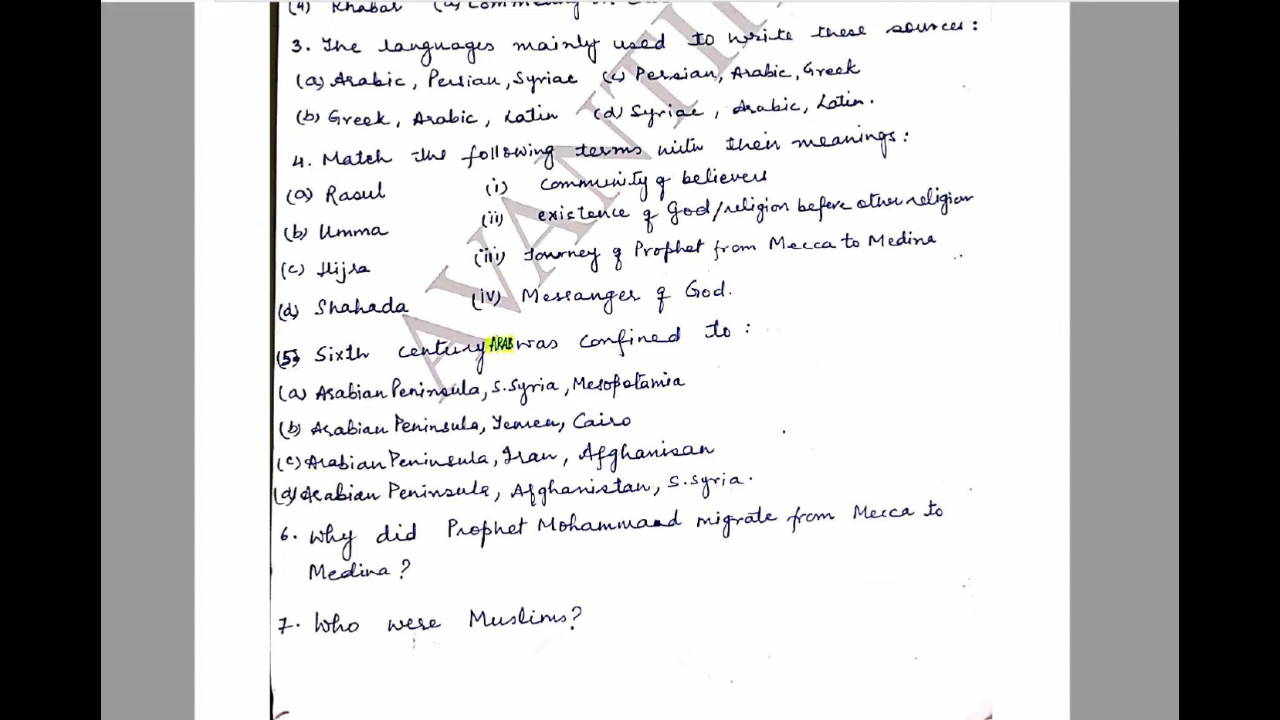 (4) Khabar (d)
3. The languages mainly used to write these sources:
(a) Arabic, Persian, Syriac (c) Persian, Arabic, Greek
(b) Greek, Arabic, Latin (d) Syriac, Arabic, Latin.
4. Match the following terms with their meanings:
(a) Rasul (i) community of believers
(b) Umma (ii) existence of God/religion before other religion
(c) Hijra (iii) Journey of Prophet from Mecca to Medina
(d) Shahada (iv) Messanger of God.
(5) Sixth century ARAB was confined to:
(a) Arabian Peninsula, S.Syria, Mesopotamia
(b) Arabian Peninsula, Yemen, Cairo
(c) Arabian Peninsula, Iran, Afghanisan
(d) Arabian Peninsula, Afghanistan, S.Syria.
6. Why did Prophet Mohammad migrate from Mecca to
Medina?
7. Who were Muslims?